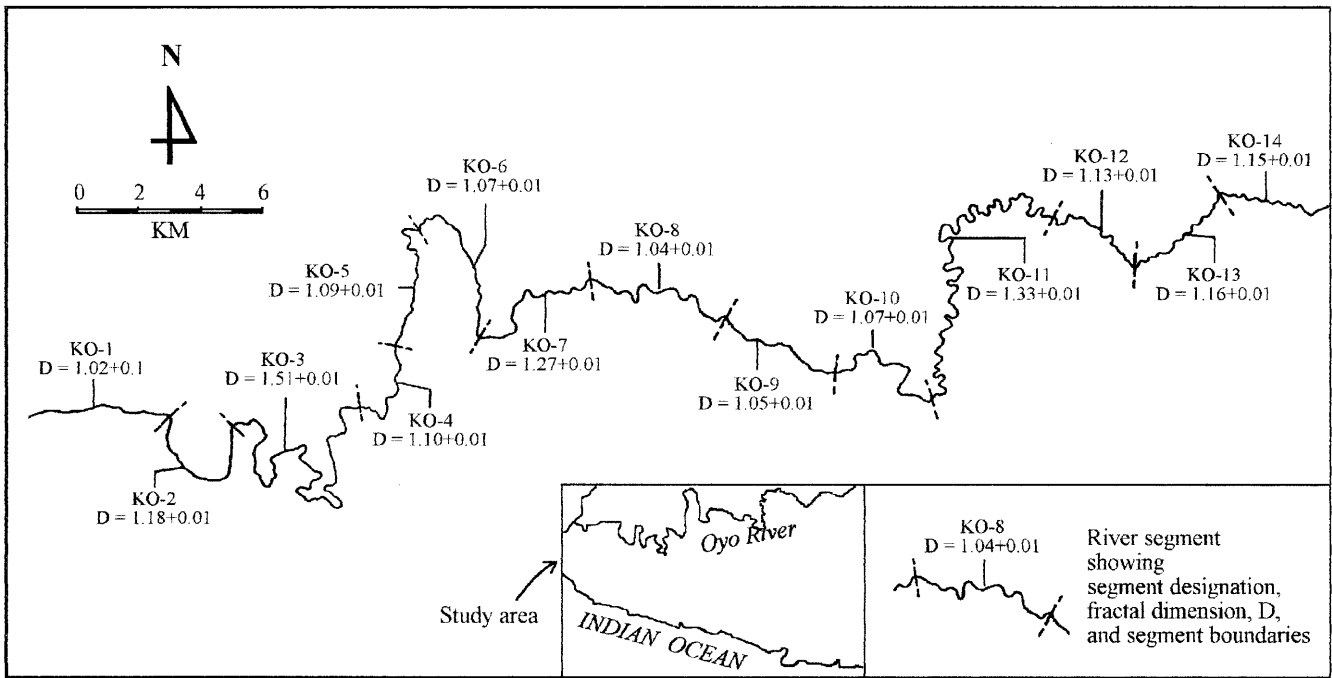 N
0 2 4 6
KM
KO-1
D = 1.02+0.1
KO-2
D = 1.18+0.01
KO-3
D = 1.51+0.01
KO-4
D = 1.10+0.01
KO-5
D = 1.09+0.01
KO-6
D = 1.07+0.01
KO-7
D = 1.27+0.01
KO-8
D = 1.04+0.01
KO-9
D = 1.05+0.01
KO-10
D = 1.07+0.01
KO-11
D = 1.33+0.01
KO-12
D = 1.13+0.01
KO-13
D = 1.16+0.01
KO-14
D = 1.15+0.01
Study area
Oyo River
INDIAN OCEAN
KO-8
D = 1.04+0.01
River segment
showing
segment designation,
fractal dimension, D,
and segment boundaries